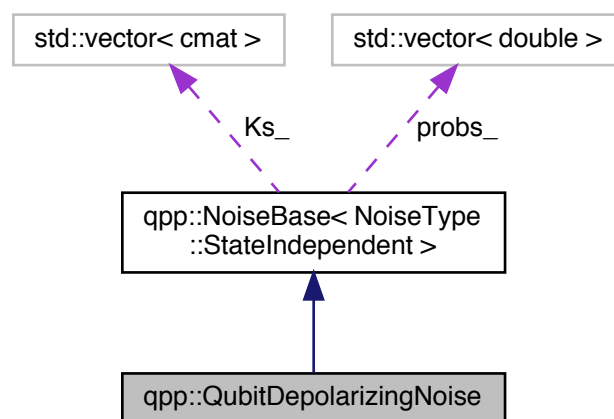 std::vector< cmat >
std::vector< double >
Ks_
probs_
qpp::NoiseBase< NoiseType
::StateIndependent >
qpp::QubitDepolarizingNoise